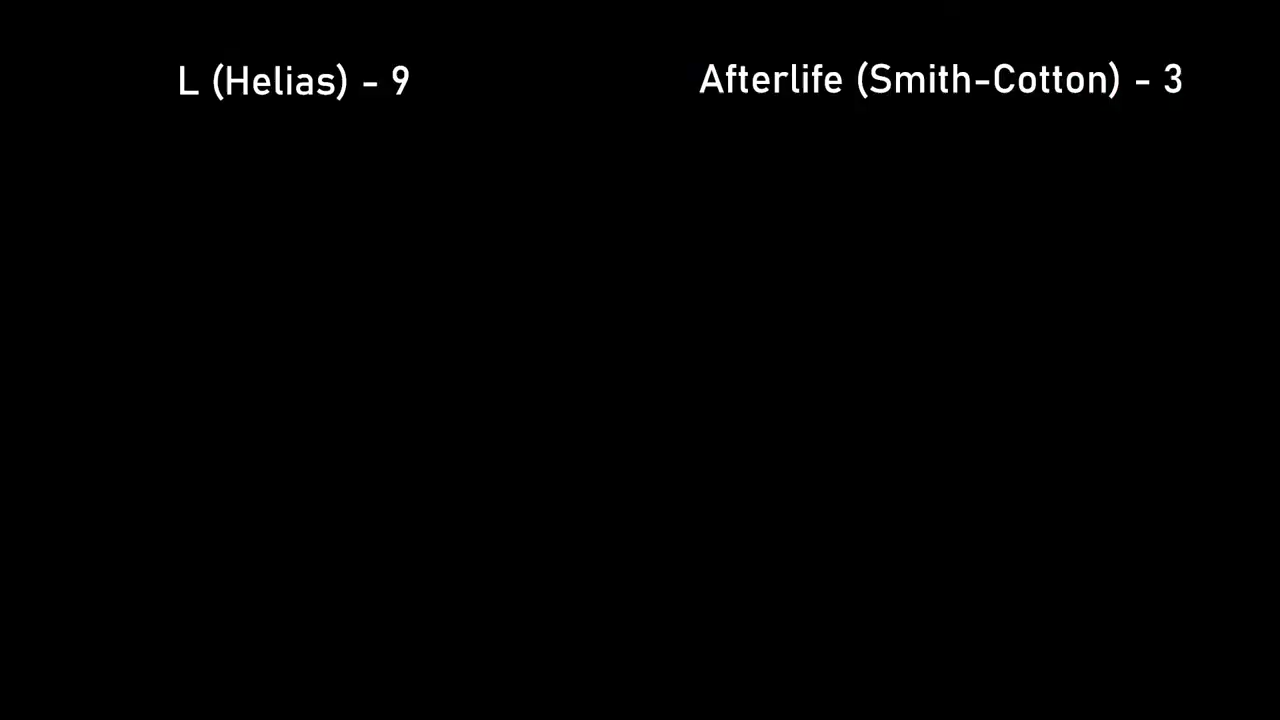 L (Helias) - 9
Afterlife (Smith-Cotton) - 3